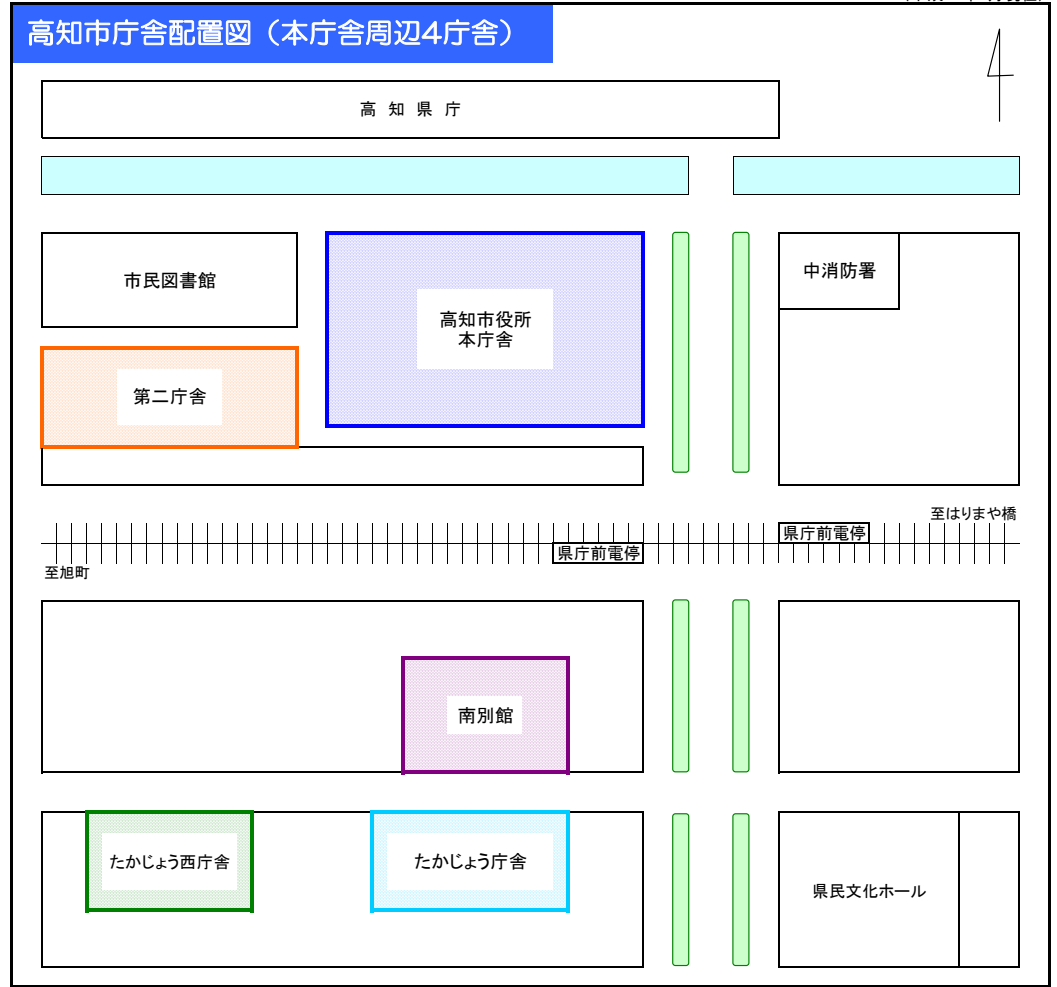 高知市庁舎配置図（本庁舎周辺4庁舎）
高 知 県 庁
市民図書館
高知市役所
本庁舎
中消防署
第二庁舎
至はりまや橋
県庁前電停
県庁前電停
至旭町
南別館
たかじょう西庁舎
たかじょう庁舎
県民文化ホール